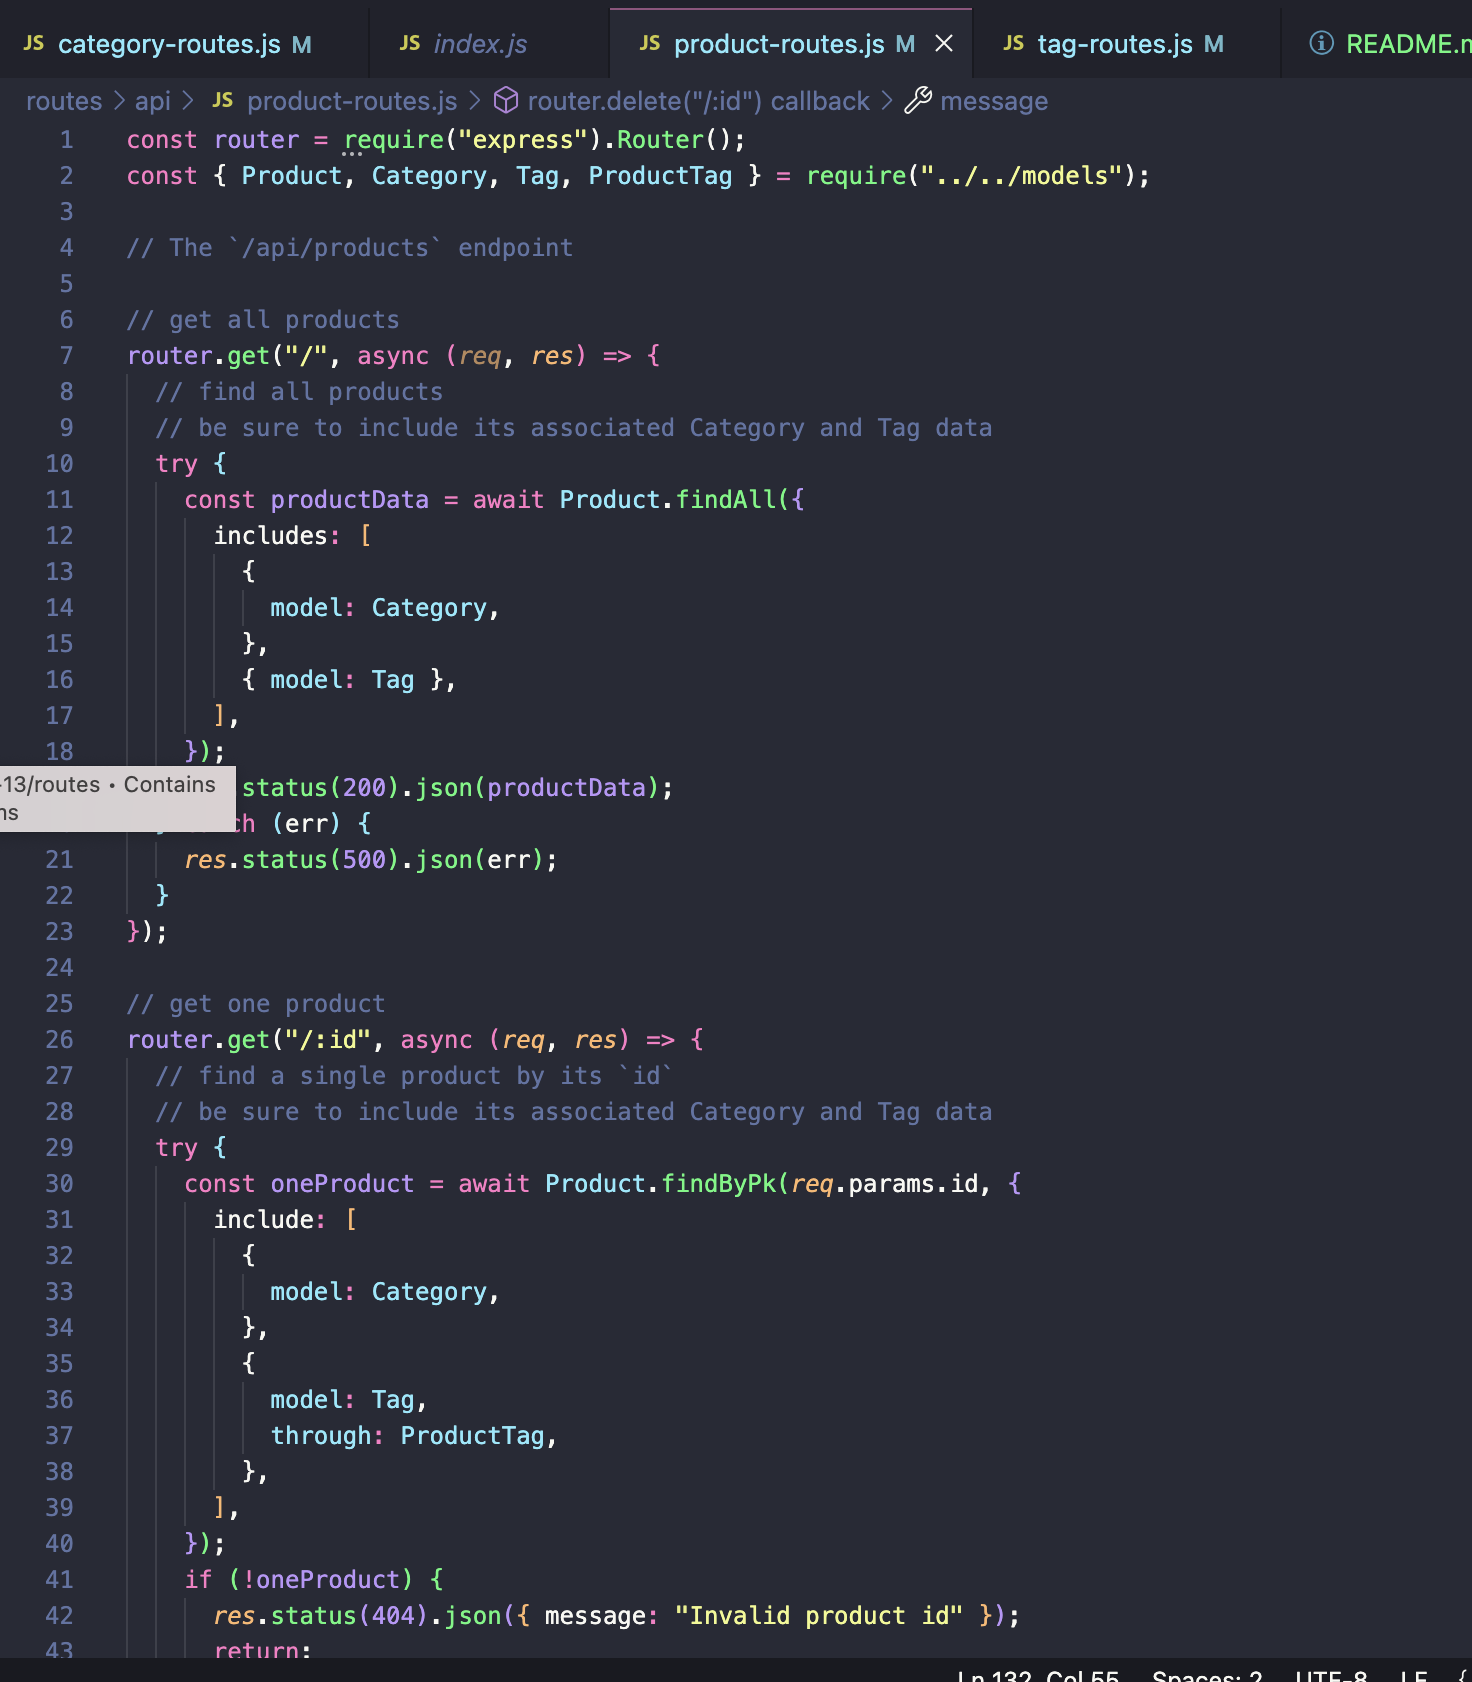 JS category-routes.js M JS index.js JS product-routes.js M JS tag-routes.js M README.m
routes > api > JS product-routes.js > router.delete("/:id") callback > message
1 const router = require("express").Router();
2 const { Product, Category, Tag, ProductTag } = require("../../models");
3
4 // The `/api/products` endpoint
5
6 // get all products
7 router.get("/", async (req, res) => {
8 // find all products
9 // be sure to include its associated Category and Tag data
10 try {
11 const productData = await Product.findAll({
12 includes: [
13 {
14 model: Category,
15 },
16 { model: Tag },
17 ],
18 });
-13/routes • Contains
ns
status(200).json(productData);
ch (err) {
21 res.status(500).json(err);
22 }
23 });
24
25 // get one product
26 router.get("/:id", async (req, res) => {
27 // find a single product by its `id`
28 // be sure to include its associated Category and Tag data
29 try {
30 const oneProduct = await Product.findByPk(req.params.id, {
31 include: [
32 {
33 model: Category,
34 },
35 {
36 model: Tag,
37 through: ProductTag,
38 },
39 ],
40 });
41 if (!oneProduct) {
42 res.status(404).json({ message: "Invalid product id" });
43 return;
Ln 132, Col 55 Spaces: 2 UTF-8 LF {